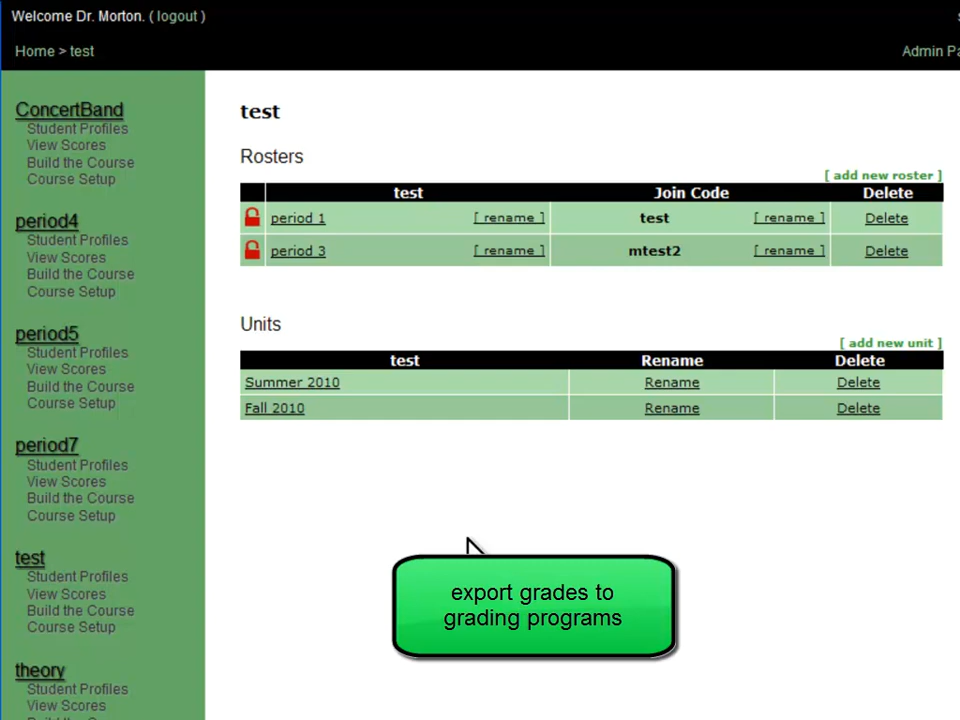 Welcome Dr. Morton. ( logout )
Home > test
Admin
ConcertBand
Student Profiles
View Scores
Build the Course
Course Setup
period4
Student Profiles
View Scores
Build the Course
Course Setup
period5
Student Profiles
View Scores
Build the Course
Course Setup
period7
Student Profiles
View Scores
Build the Course
Course Setup
test
Student Profiles
View Scores
Build the Course
Course Setup
theory
Student Profiles
View Scores
test
Rosters
[ add new roster ]
test Join Code Delete
period 1 [ rename ] test [ rename ] Delete
period 3 [ rename ] mtest2 [ rename ] Delete
Units
[ add new unit ]
test Rename Delete
Summer 2010 Rename Delete
Fall 2010 Rename Delete
export grades to
grading programs